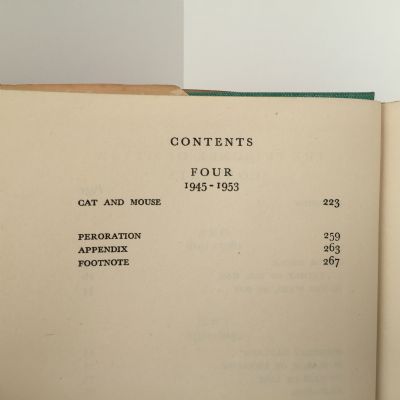 CONTENTS
FOUR
1945-1953
CAT AND MOUSE 223
PERORATION 259
APPENDIX 263
FOOTNOTE 267